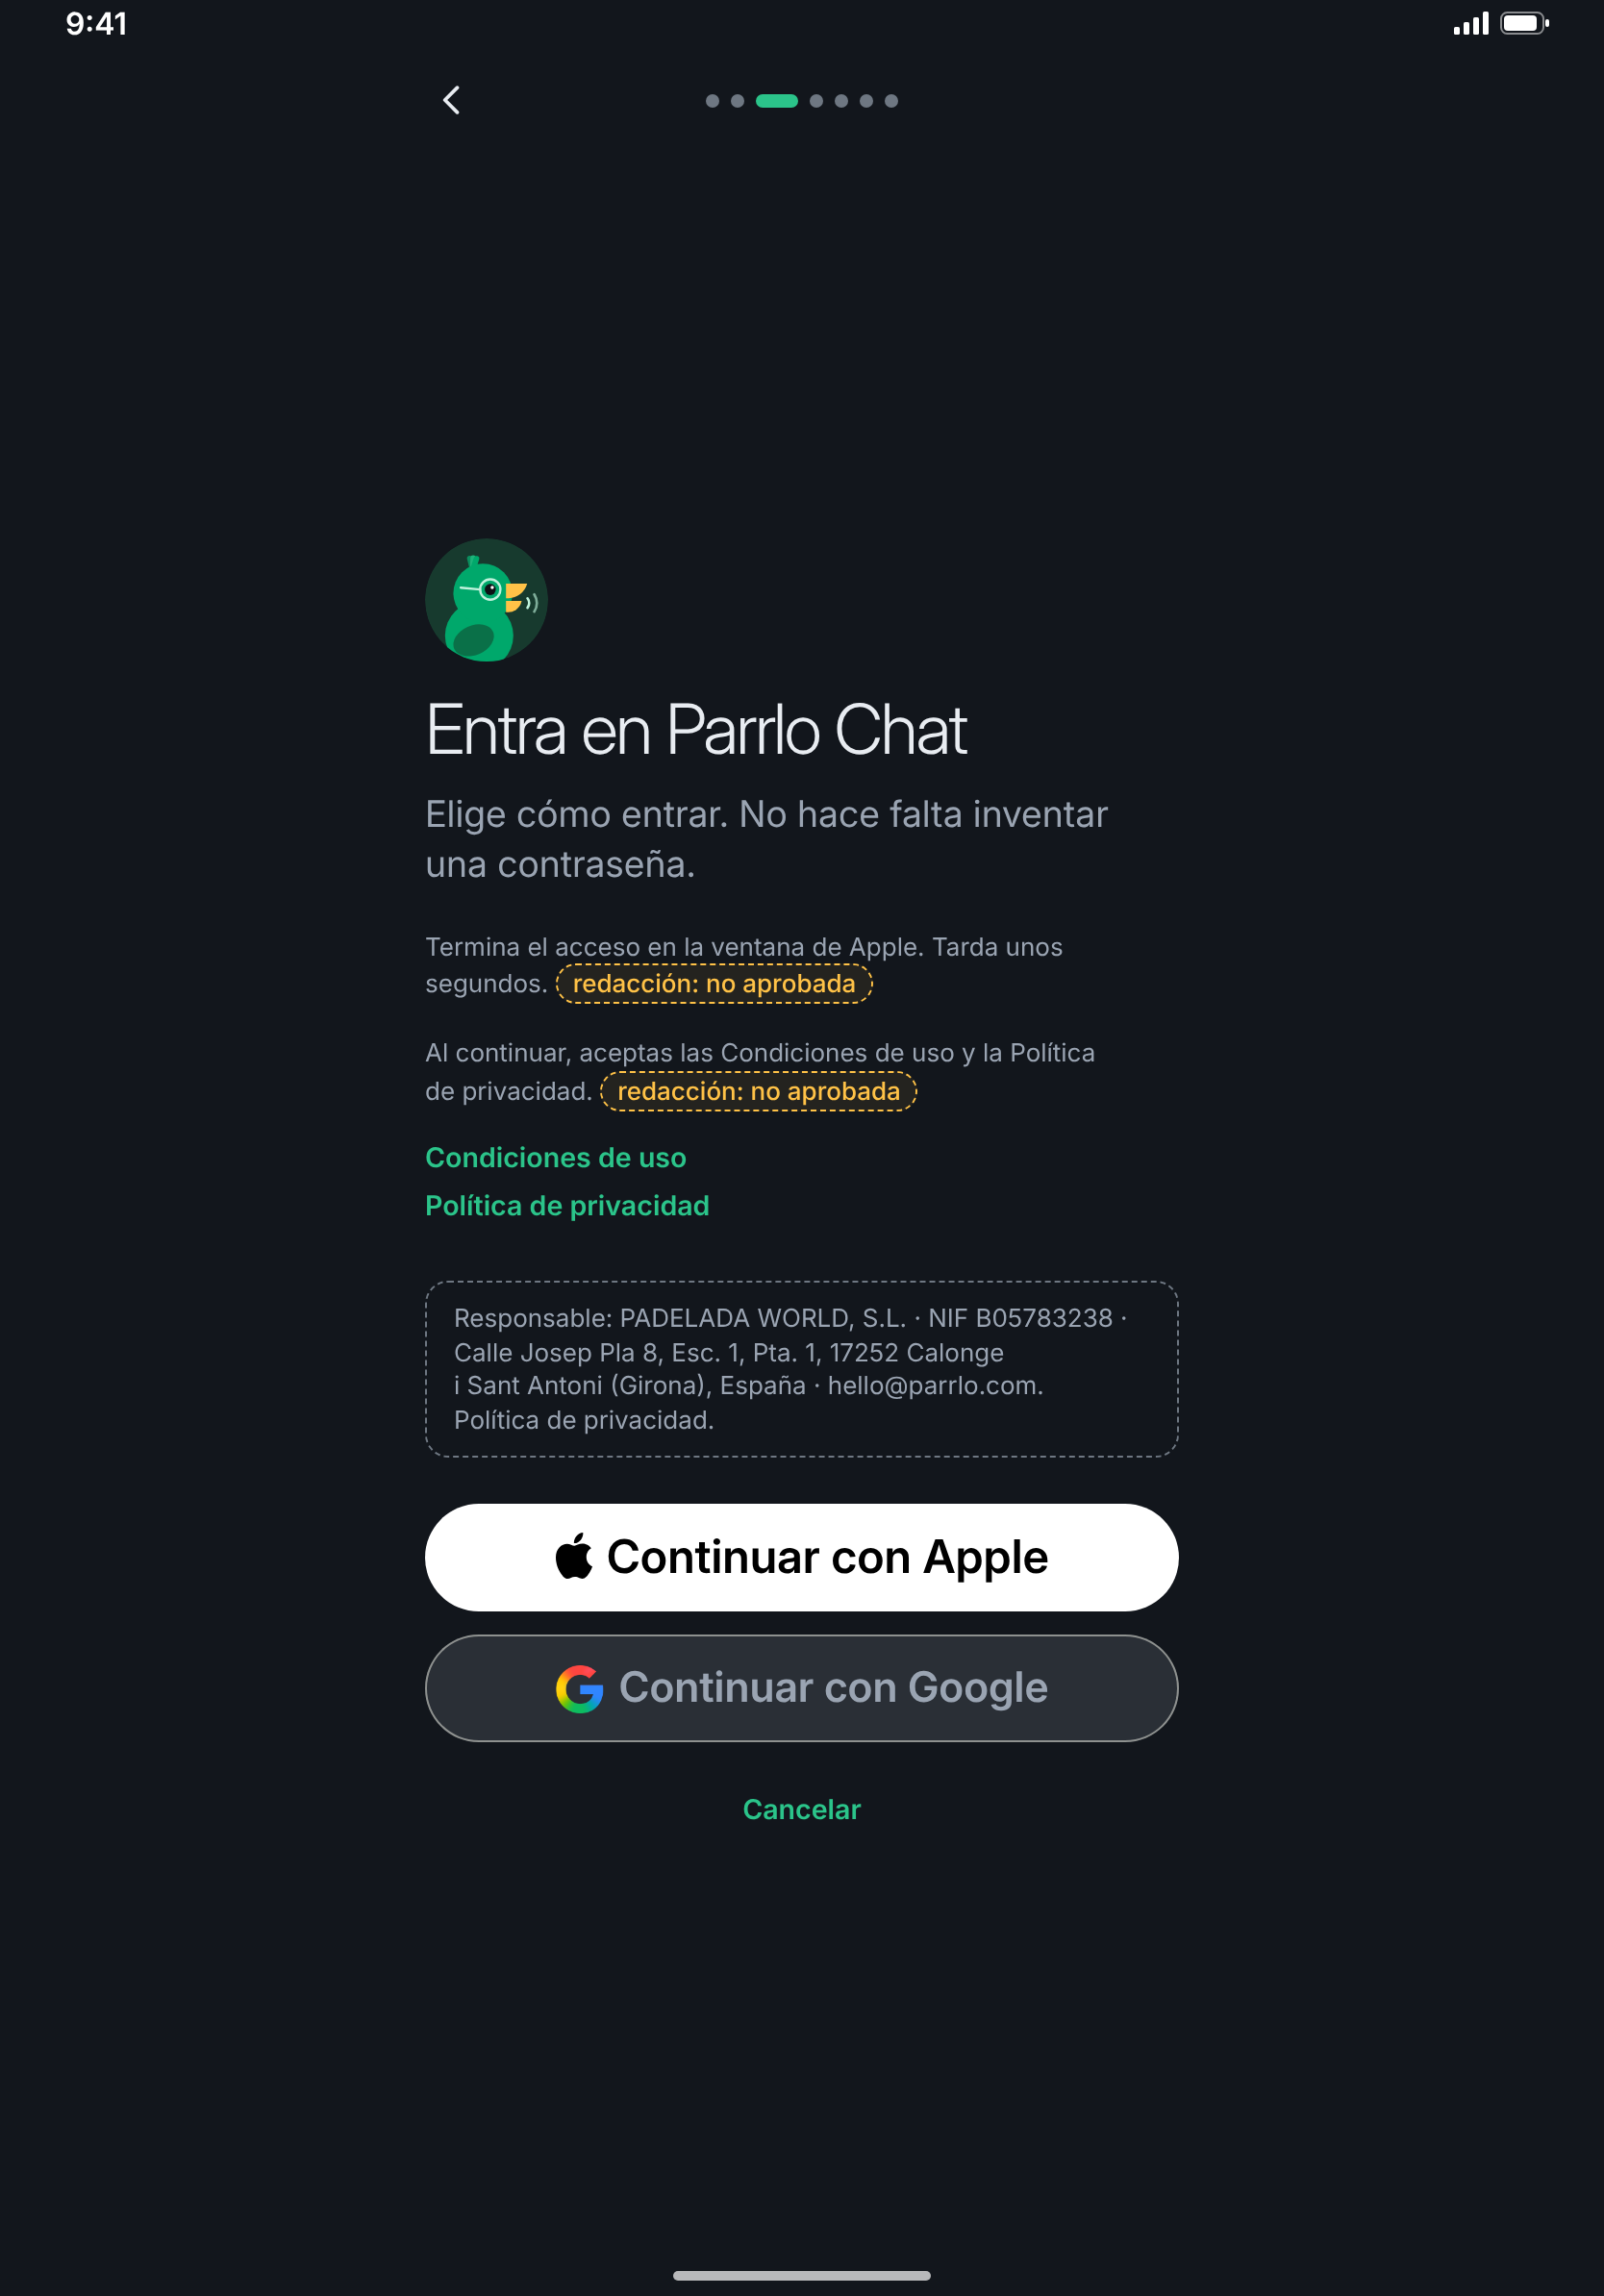 9:41
Entra en Parrlo Chat
Elige cómo entrar. No hace falta inventar
una contraseña.
Termina el acceso en la ventana de Apple. Tarda unos
segundos. redacción: no aprobada
Al continuar, aceptas las Condiciones de uso y la Política
de privacidad. redacción: no aprobada
Condiciones de uso
Política de privacidad
Responsable: PADELADA WORLD, S.L. · NIF B05783238 ·
Calle Josep Pla 8, Esc. 1, Pta. 1, 17252 Calonge
i Sant Antoni (Girona), España · hello@parrlo.com.
Política de privacidad.
Continuar con Apple
Continuar con Google
Cancelar